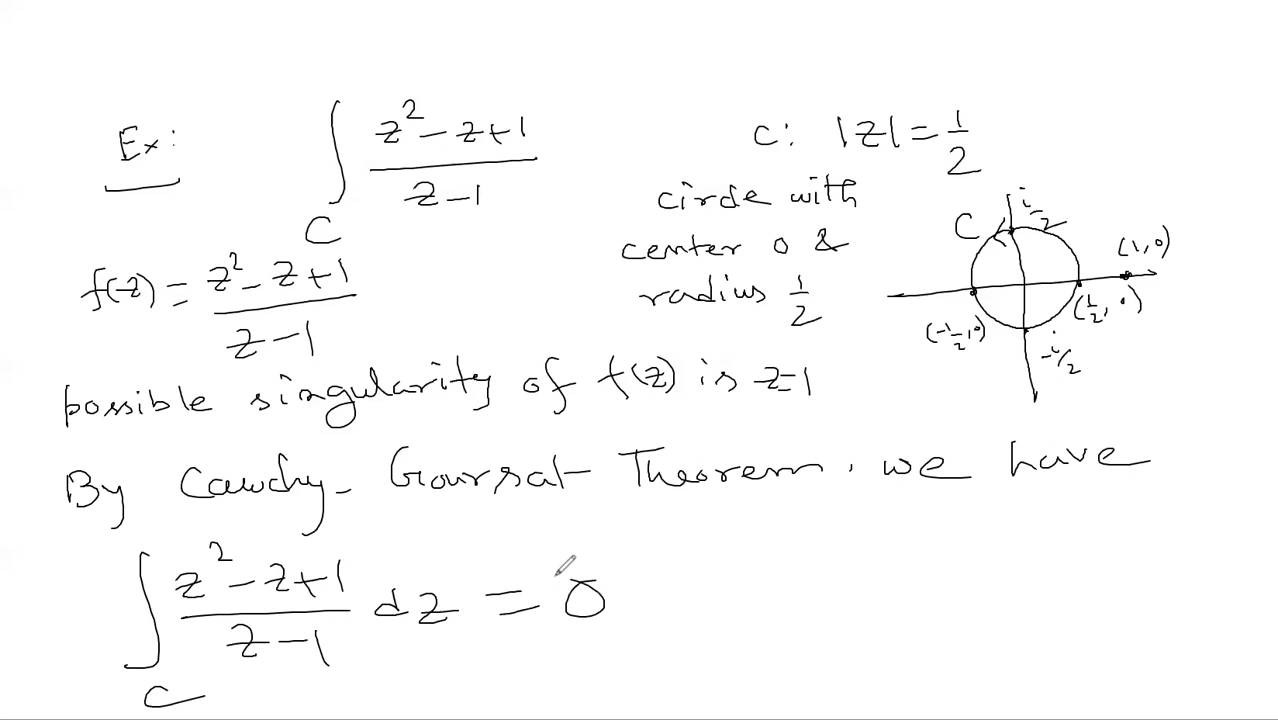 Ex: ∫_C (z² - z + 1)/(z - 1)
C: |z| = 1/2
circle with
center 0 &
radius 1/2
C
i/2
(1, 0)
(1/2, 0)
(-1/2, 0)
-i/2
f(z) = (z² - z + 1)/(z - 1)
possible singularity of f(z) is z=1
By Cauchy-Goursat Theorem, we have
∫_C (z² - z + 1)/(z - 1) dz = 0